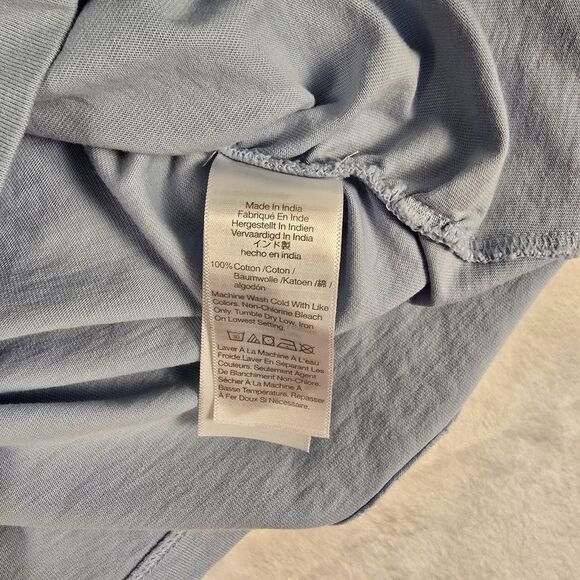 Made In India
Fabriqué En Inde
Hergestellt In Indien
Vervaardigd In India
インド製
hecho en india
100% Cotton /Coton /
Baumwolle /Katoen /綿 /
algodón
Machine Wash Cold With Like
Colors. Non-Chlorine Bleach
Only. Tumble Dry Low. Iron
On Lowest Setting.
Laver À La Machine À L'eau
Froide.Laver En Séparant Les
Couleurs. Seulement Agent
De Blanchiment Non-Chlore.
Sécher À La Machine À
Basse Température. Repasser
À Fer Doux Si Nécessaire.